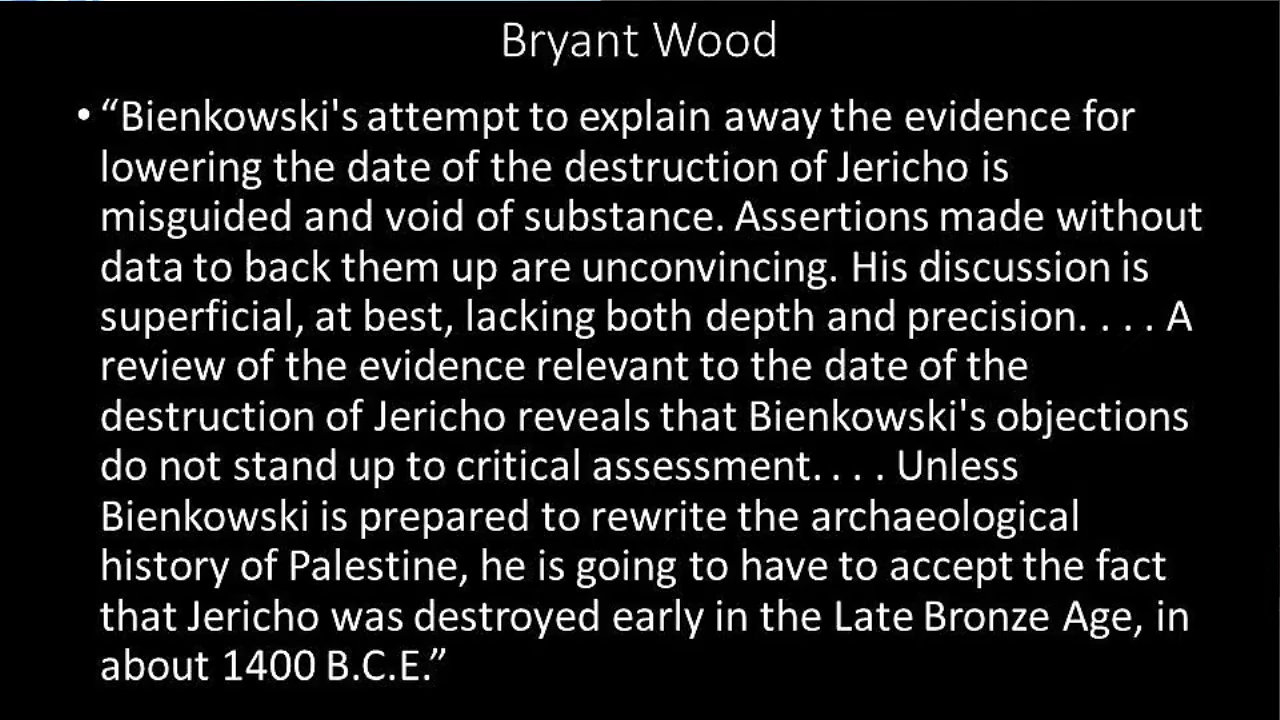 Bryant Wood
• “Bienkowski's attempt to explain away the evidence for
lowering the date of the destruction of Jericho is
misguided and void of substance. Assertions made without
data to back them up are unconvincing. His discussion is
superficial, at best, lacking both depth and precision. . . . A
review of the evidence relevant to the date of the
destruction of Jericho reveals that Bienkowski's objections
do not stand up to critical assessment. . . . Unless
Bienkowski is prepared to rewrite the archaeological
history of Palestine, he is going to have to accept the fact
that Jericho was destroyed early in the Late Bronze Age, in
about 1400 B.C.E.”